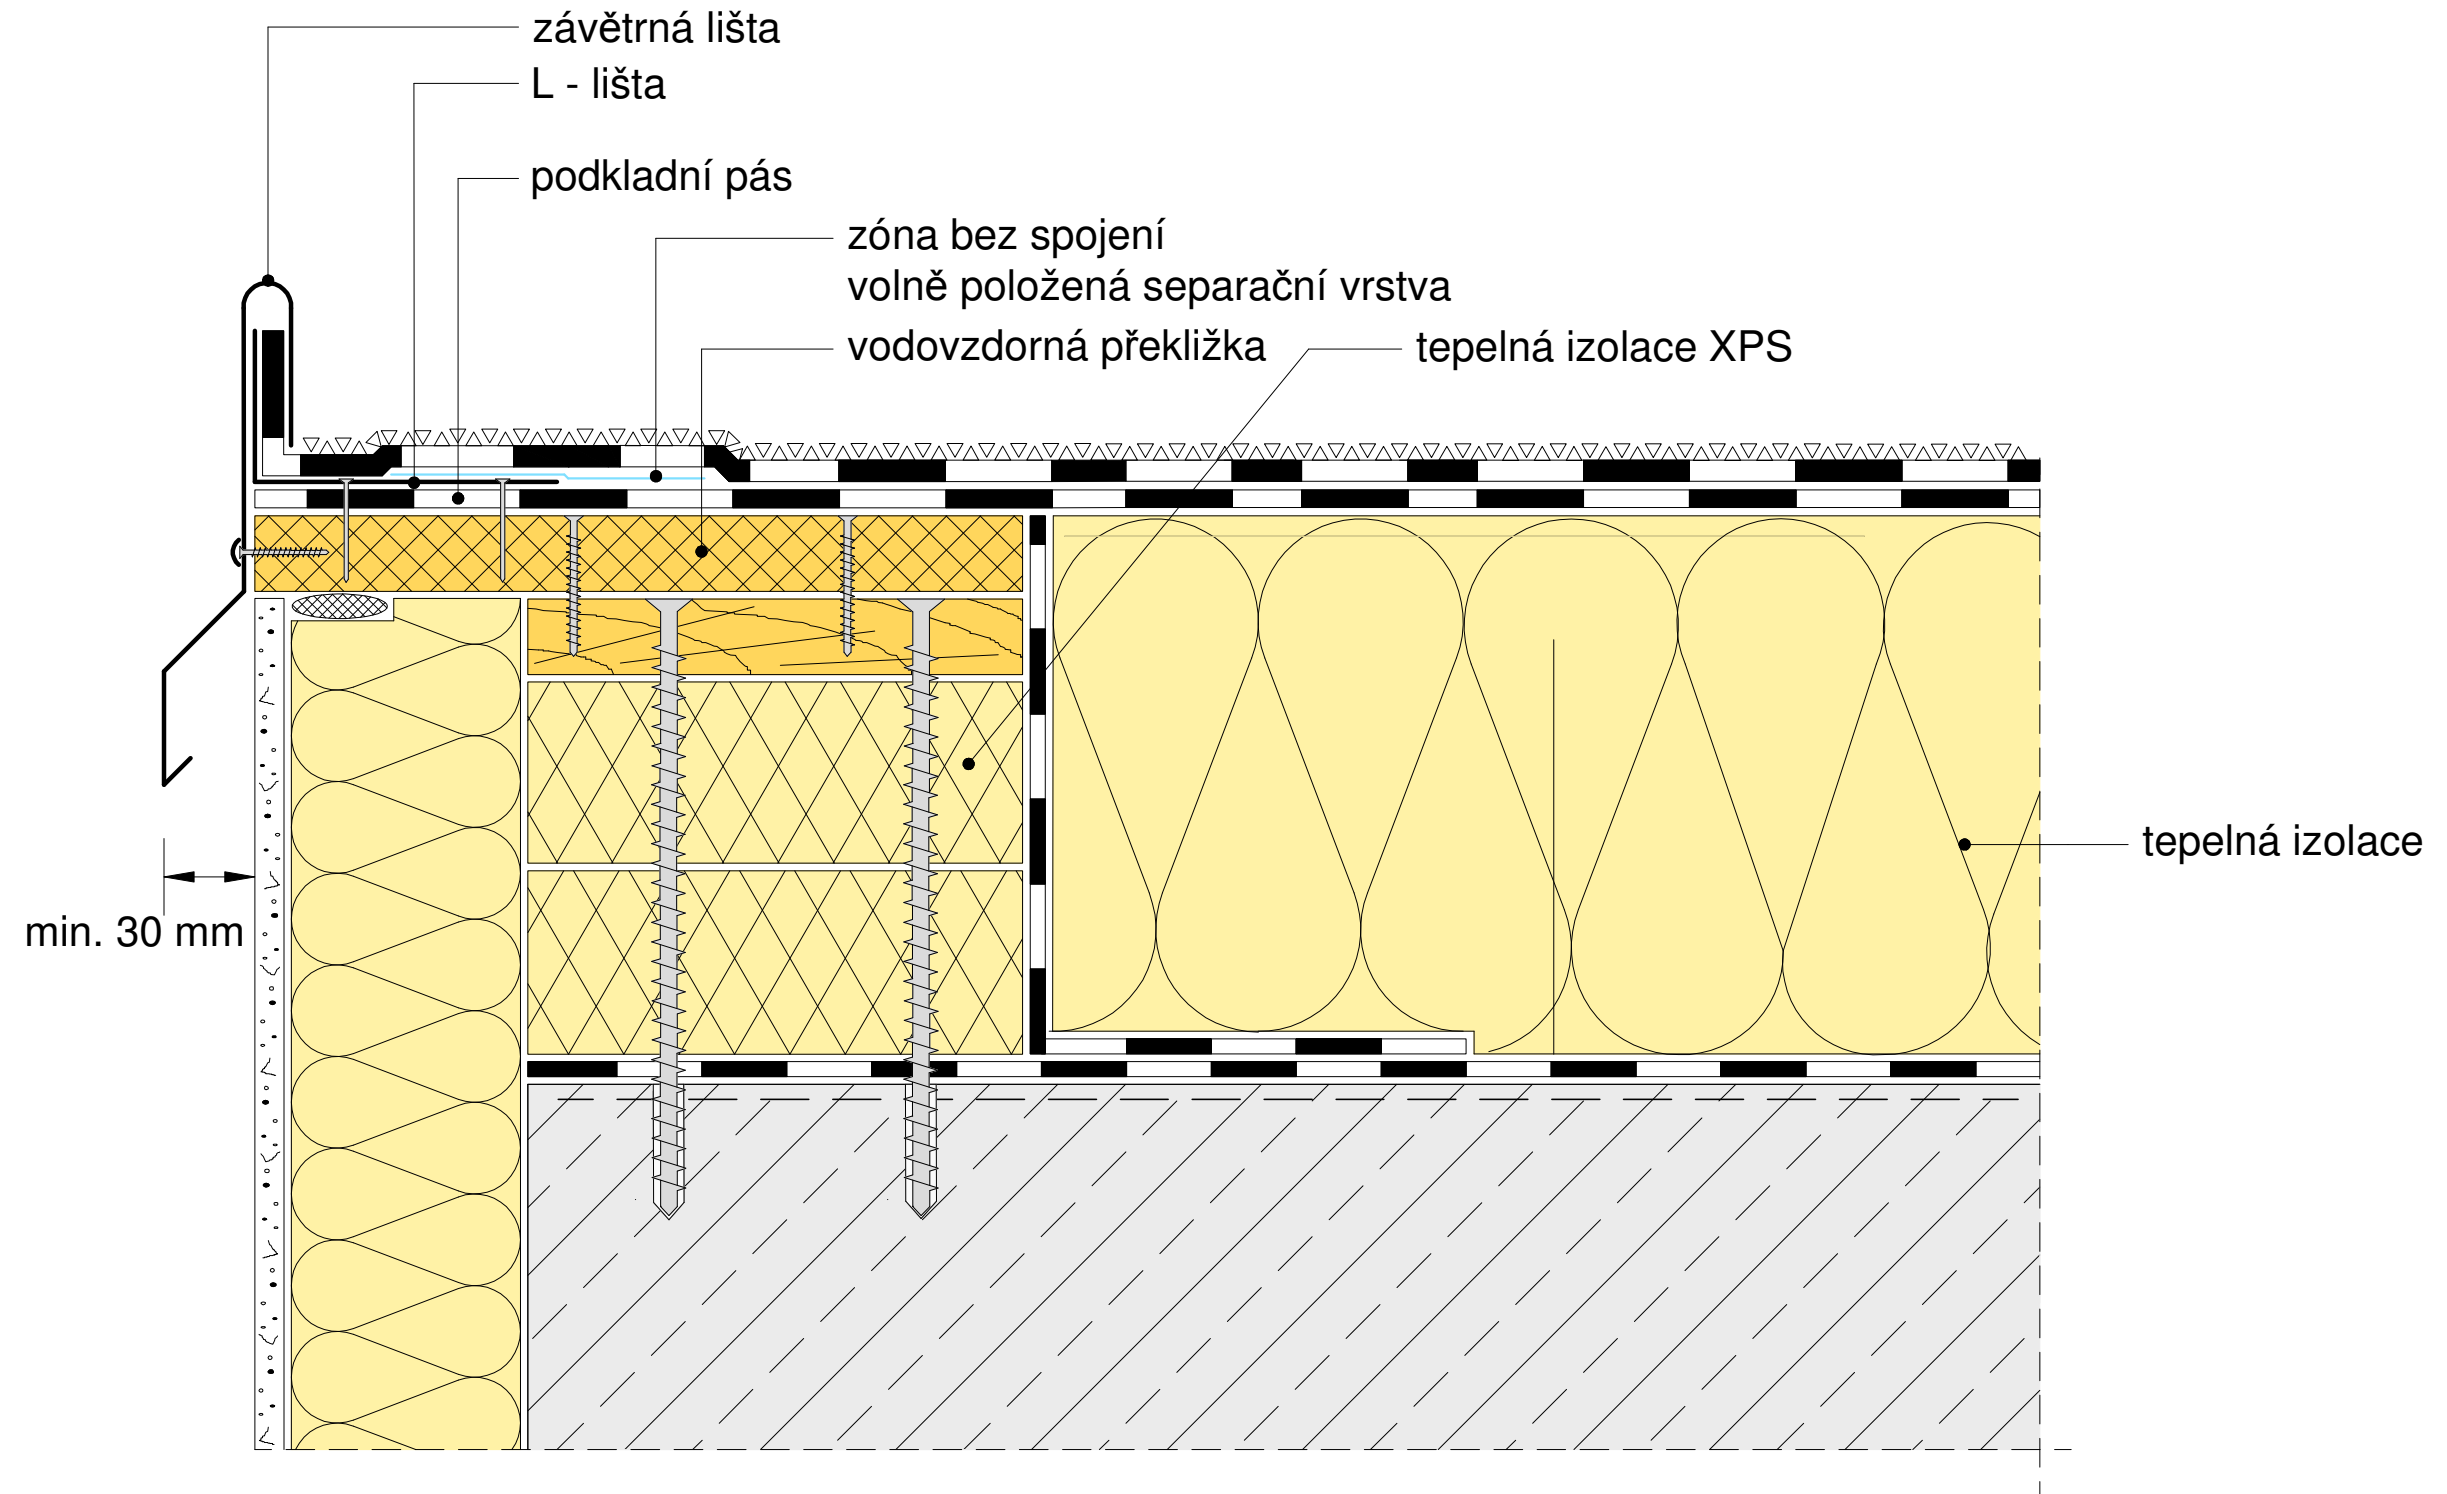 závětrná lišta
L - lišta
podkladní pás
zóna bez spojení
volně položená separační vrstva
vodovzdorná překližka
tepelná izolace XPS
tepelná izolace
min. 30 mm